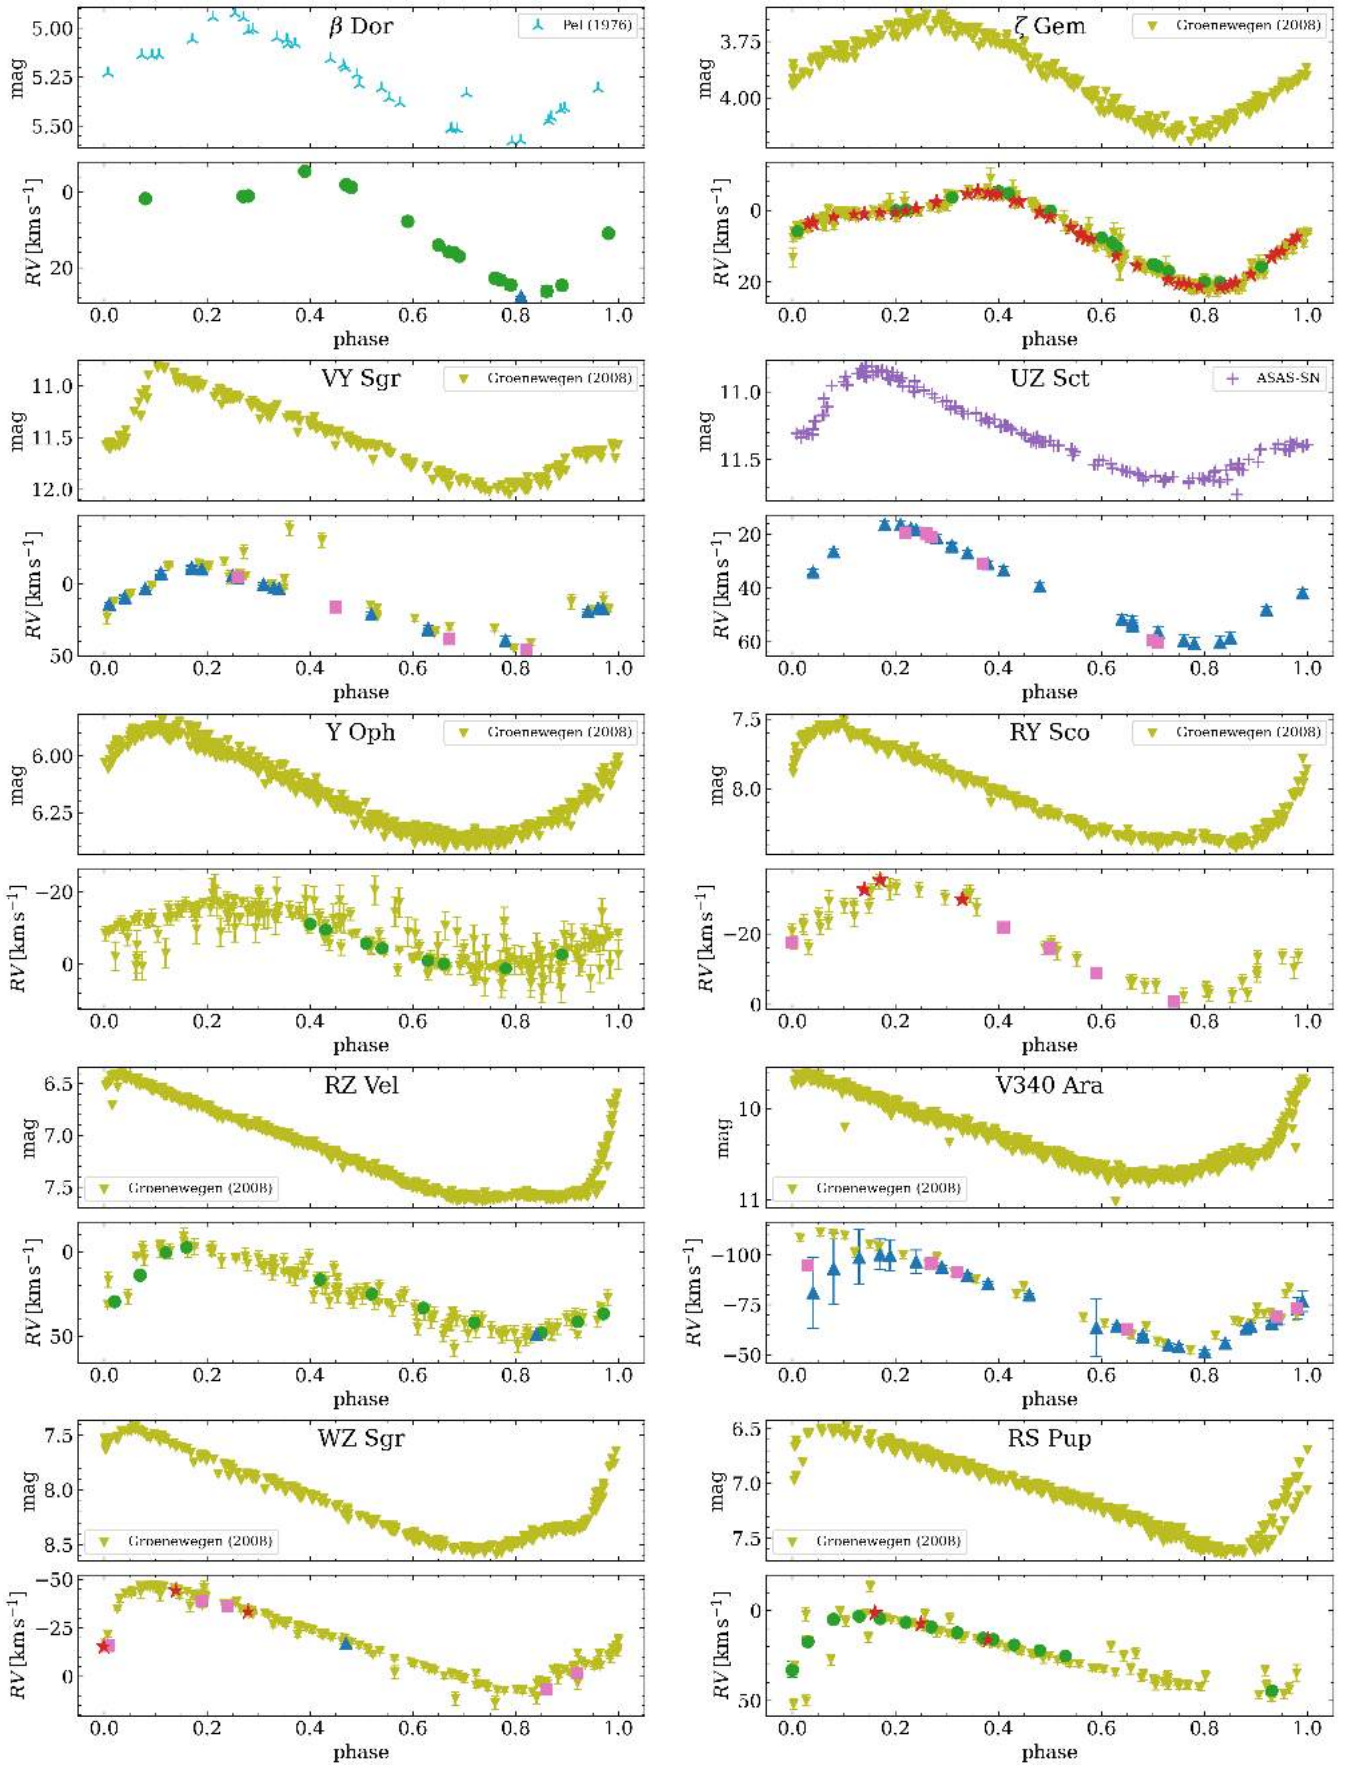 β Dor
Pel (1976)
5.00
5.25
5.50
mag
0
20
RV [km s⁻¹]
0.0 0.2 0.4 0.6 0.8 1.0
phase
ζ Gem
Groenewegen (2008)
3.75
4.00
mag
0
20
RV [km s⁻¹]
0.0 0.2 0.4 0.6 0.8 1.0
phase
VY Sgr
Groenewegen (2008)
11.0
11.5
12.0
mag
0
50
RV [km s⁻¹]
0.0 0.2 0.4 0.6 0.8 1.0
phase
UZ Sct
ASAS-SN
11.0
11.5
mag
20
40
60
RV [km s⁻¹]
0.0 0.2 0.4 0.6 0.8 1.0
phase
Y Oph
Groenewegen (2008)
6.00
6.25
mag
−20
−10
0
RV [km s⁻¹]
0.0 0.2 0.4 0.6 0.8 1.0
phase
RY Sco
Groenewegen (2008)
7.5
8.0
mag
−20
0
RV [km s⁻¹]
0.0 0.2 0.4 0.6 0.8 1.0
phase
RZ Vel
6.5
7.0
7.5
mag
Groenewegen (2008)
0
50
RV [km s⁻¹]
0.0 0.2 0.4 0.6 0.8 1.0
phase
V340 Ara
10
11
mag
Groenewegen (2008)
−100
−75
−50
RV [km s⁻¹]
0.0 0.2 0.4 0.6 0.8 1.0
phase
WZ Sgr
7.5
8.0
8.5
mag
Groenewegen (2008)
−50
−25
0
RV [km s⁻¹]
0.0 0.2 0.4 0.6 0.8 1.0
phase
RS Pup
6.5
7.0
7.5
mag
Groenewegen (2008)
0
50
RV [km s⁻¹]
0.0 0.2 0.4 0.6 0.8 1.0
phase